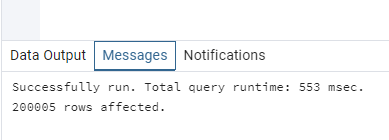 Data Output Messages Notifications
Successfully run. Total query runtime: 553 msec.
200005 rows affected.